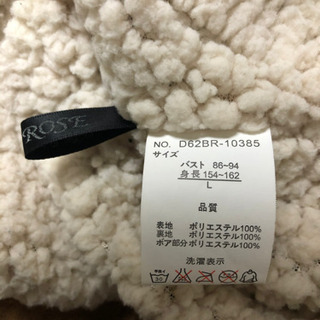 ROSE
NO. D62BR-10385
サイズ
バスト 86~94
身長 154~162
L
品質
表地 ポリエステル100%
裏地 ポリエステル100%
ボア部分 ポリエステル100%
洗濯表示